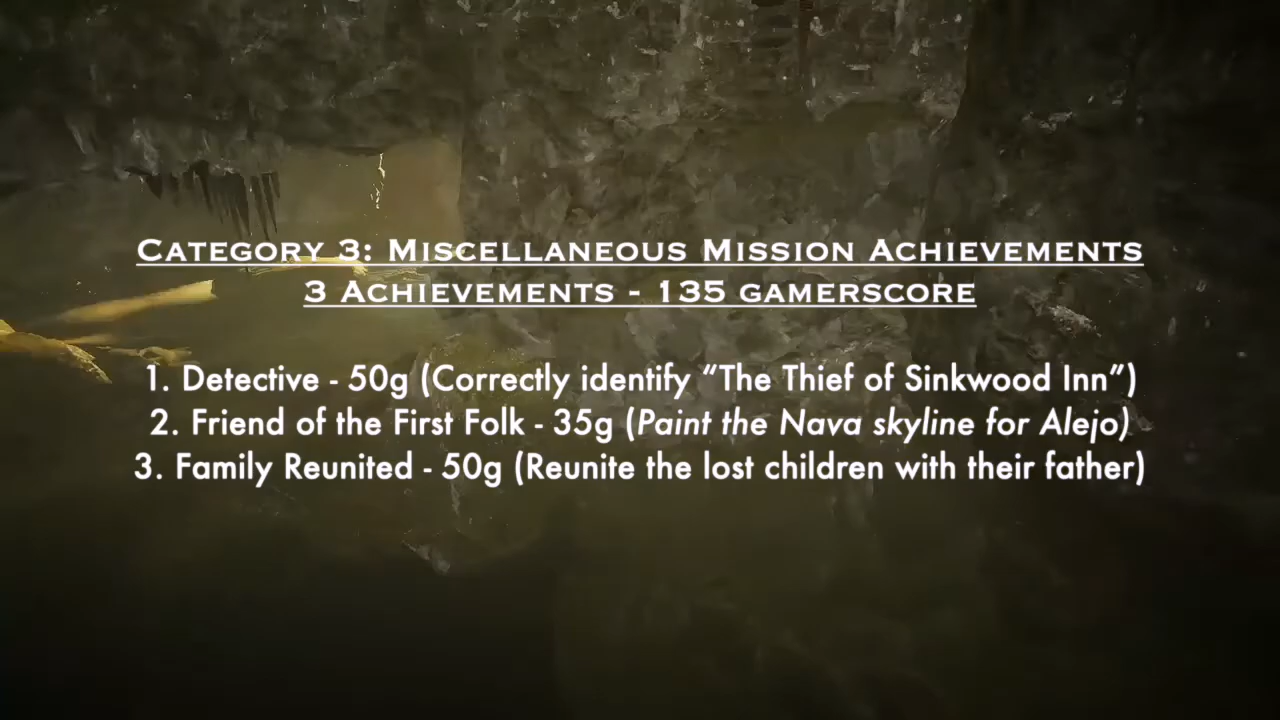 Category 3: Miscellaneous Mission Achievements
3 Achievements - 135 gamerscore
1. Detective - 50g (Correctly identify “The Thief of Sinkwood Inn”)
2. Friend of the First Folk - 35g (Paint the Nava skyline for Alejo)
3. Family Reunited - 50g (Reunite the lost children with their father)